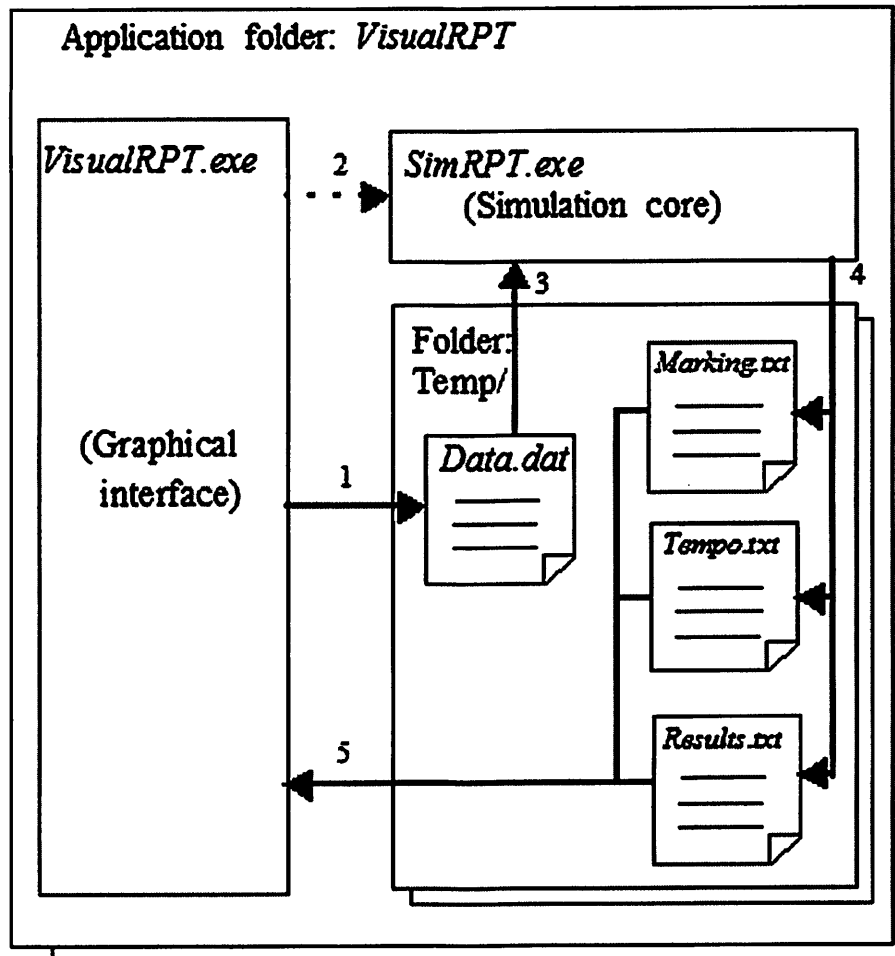 Application folder: VisualRPT
VisualRPT.exe
2
SimRPT.exe
(Simulation core)
3
4
Folder:
Temp/
Marking.txt
(Graphical
interface)
1
Data.dat
Tempo.txt
5
Results.txt